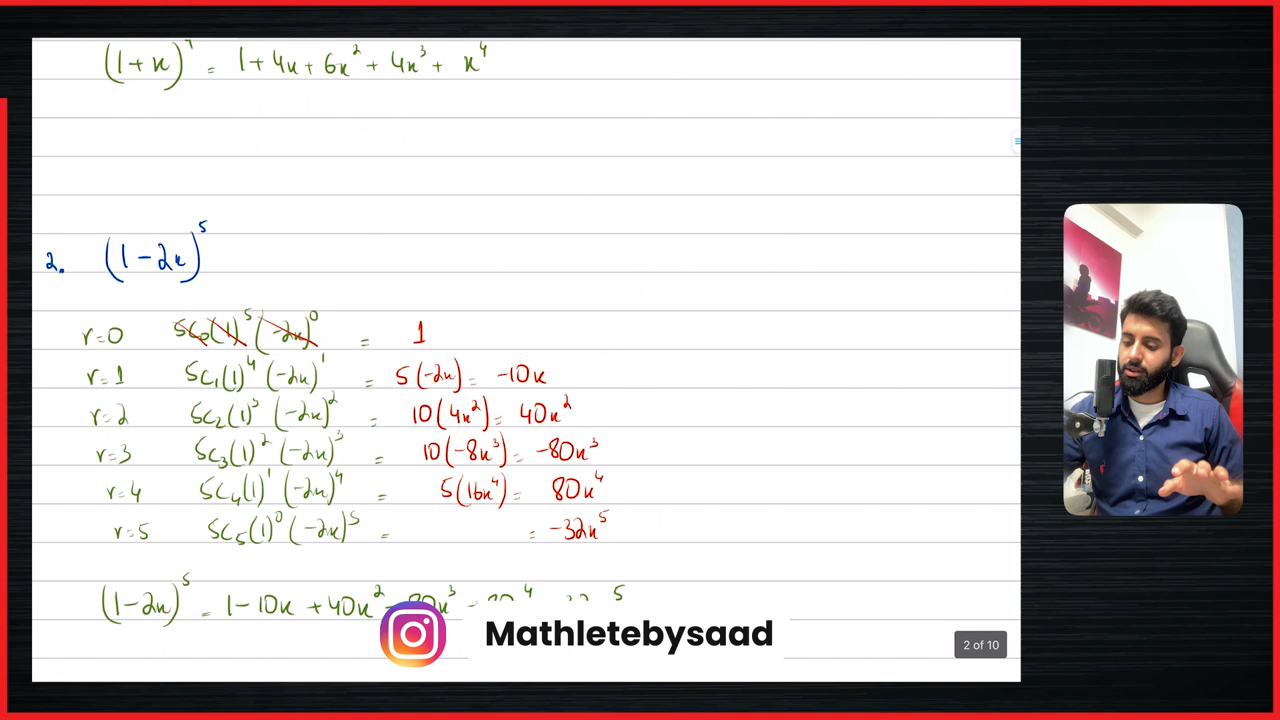 (1+x)⁴ = 1 + 4x + 6x² + 4x³ + x⁴
2. (1-2x)⁵
r=0 5C₀(1)⁵(-2x)⁰ = 1
r=1 5C₁(1)⁴(-2x)¹ = 5(-2x) = -10x
r=2 5C₂(1)³(-2x)² = 10(4x²) = 40x²
r=3 5C₃(1)²(-2x)³ = 10(-8x³) = -80x³
r=4 5C₄(1)¹(-2x)⁴ = 5(16x⁴) = 80x⁴
r=5 5C₅(1)⁰(-2x)⁵ = = -32x⁵
(1-2x)⁵ = 1 - 10x + 40x² - 80x³
Mathletebysaad
2 of 10